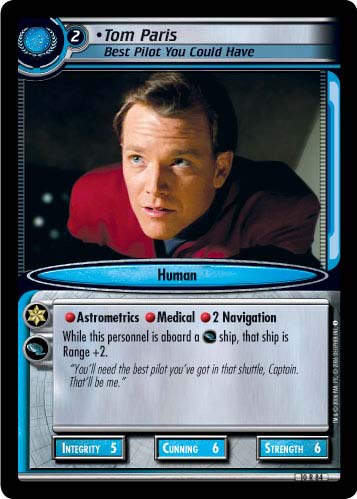 2 •Tom Paris
Best Pilot You Could Have
Human
•Astrometrics •Medical •2 Navigation
While this personnel is aboard a ship, that ship is
Range +2.
"You'll need the best pilot you've got in that shuttle, Captain.
That'll be me."
INTEGRITY 5 CUNNING 6 STRENGTH 6
10 R 84